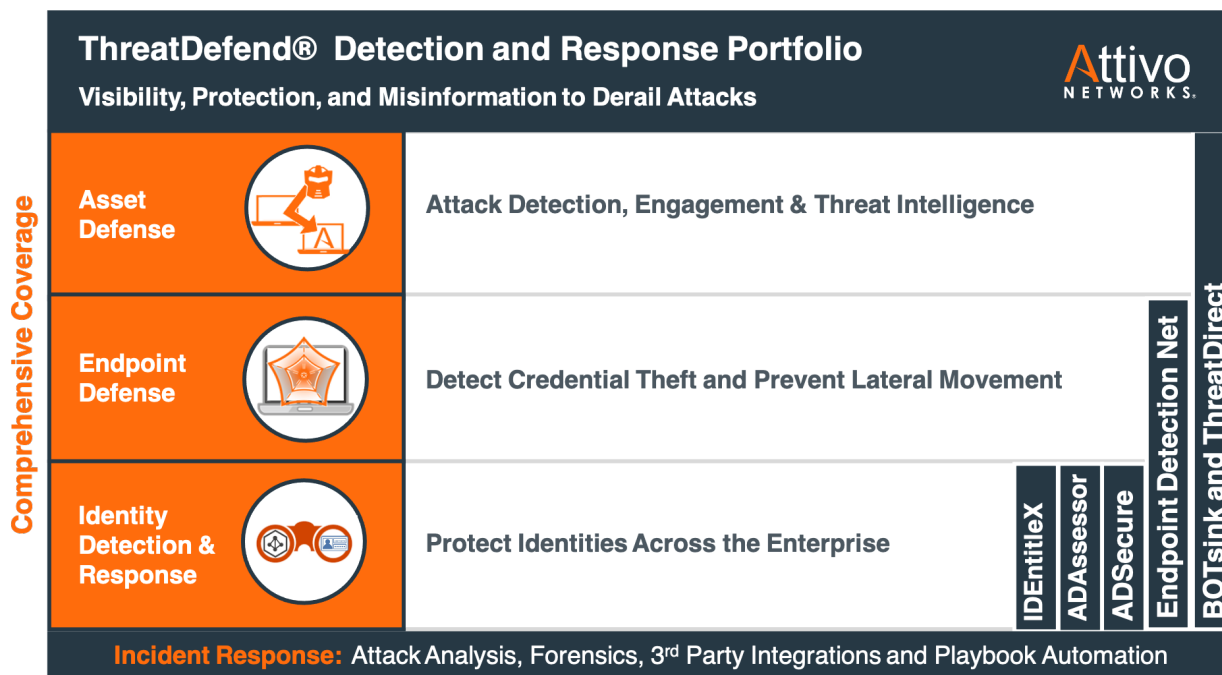 ThreatDefend® Detection and Response Portfolio
Visibility, Protection, and Misinformation to Derail Attacks
Attivo
NETWORKS®
Comprehensive Coverage
Asset
Defense
Attack Detection, Engagement & Threat Intelligence
Endpoint
Defense
Detect Credential Theft and Prevent Lateral Movement
Identity
Detection &
Response
Protect Identities Across the Enterprise
IDEntitleX
ADAssessor
ADSecure
Endpoint Detection Net
BOTsink and ThreatDirect
Incident Response: Attack Analysis, Forensics, 3rd Party Integrations and Playbook Automation